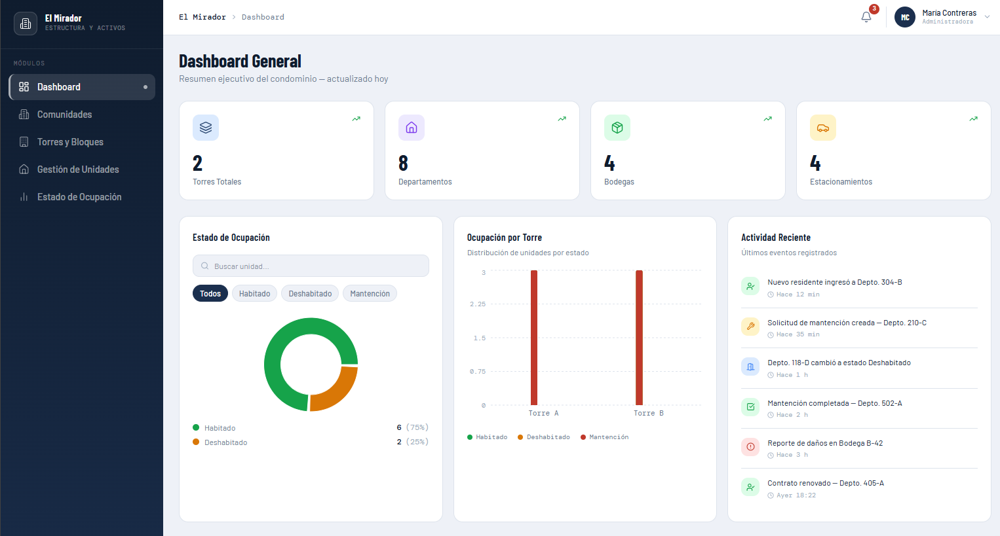 El Mirador
ESTRUCTURA Y ACTIVOS
MÓDULOS
Dashboard
Comunidades
Torres y Bloques
Gestión de Unidades
Estado de Ocupación
El Mirador > Dashboard
3
MC
María Contreras
Administradora
Dashboard General
Resumen ejecutivo del condominio — actualizado hoy
2
Torres Totales
8
Departamentos
4
Bodegas
4
Estacionamientos
Estado de Ocupación
Buscar unidad...
Todos
Habitado
Deshabitado
Mantención
Habitado 6 (75%)
Deshabitado 2 (25%)
Ocupación por Torre
Distribución de unidades por estado
3
2.25
1.5
0.75
0
Torre A
Torre B
Habitado
Deshabitado
Mantención
Actividad Reciente
Últimos eventos registrados
Nuevo residente ingresó a Depto. 304-B
Hace 12 min
Solicitud de mantención creada — Depto. 210-C
Hace 35 min
Depto. 118-D cambió a estado Deshabitado
Hace 1 h
Mantención completada — Depto. 502-A
Hace 2 h
Reporte de daños en Bodega B-42
Hace 3 h
Contrato renovado — Depto. 405-A
Ayer 18:22